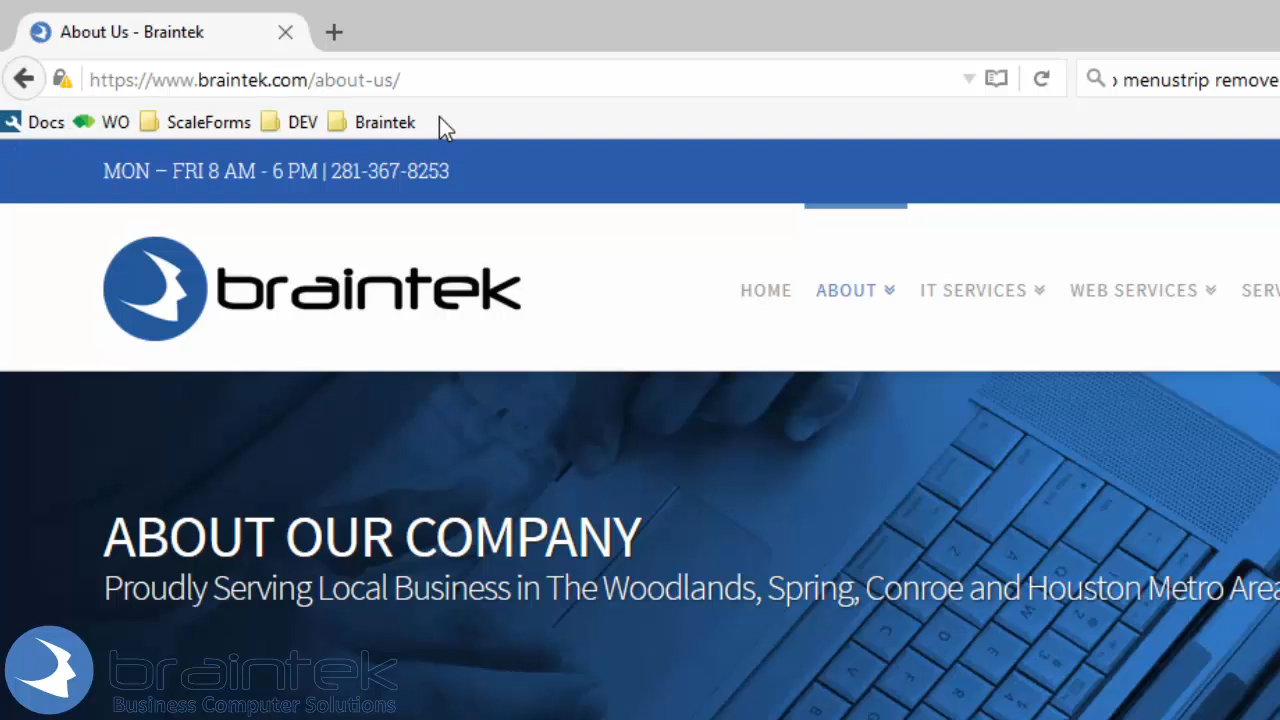 About Us - Braintek
https://www.braintek.com/about-us/
menustrip remove
Docs WO ScaleForms DEV Braintek
MON – FRI 8 AM - 6 PM | 281-367-8253
braintek
HOME ABOUT IT SERVICES WEB SERVICES SERV
ABOUT OUR COMPANY
Proudly Serving Local Business in The Woodlands, Spring, Conroe and Houston Metro Area
braintek
Business Computer Solutions